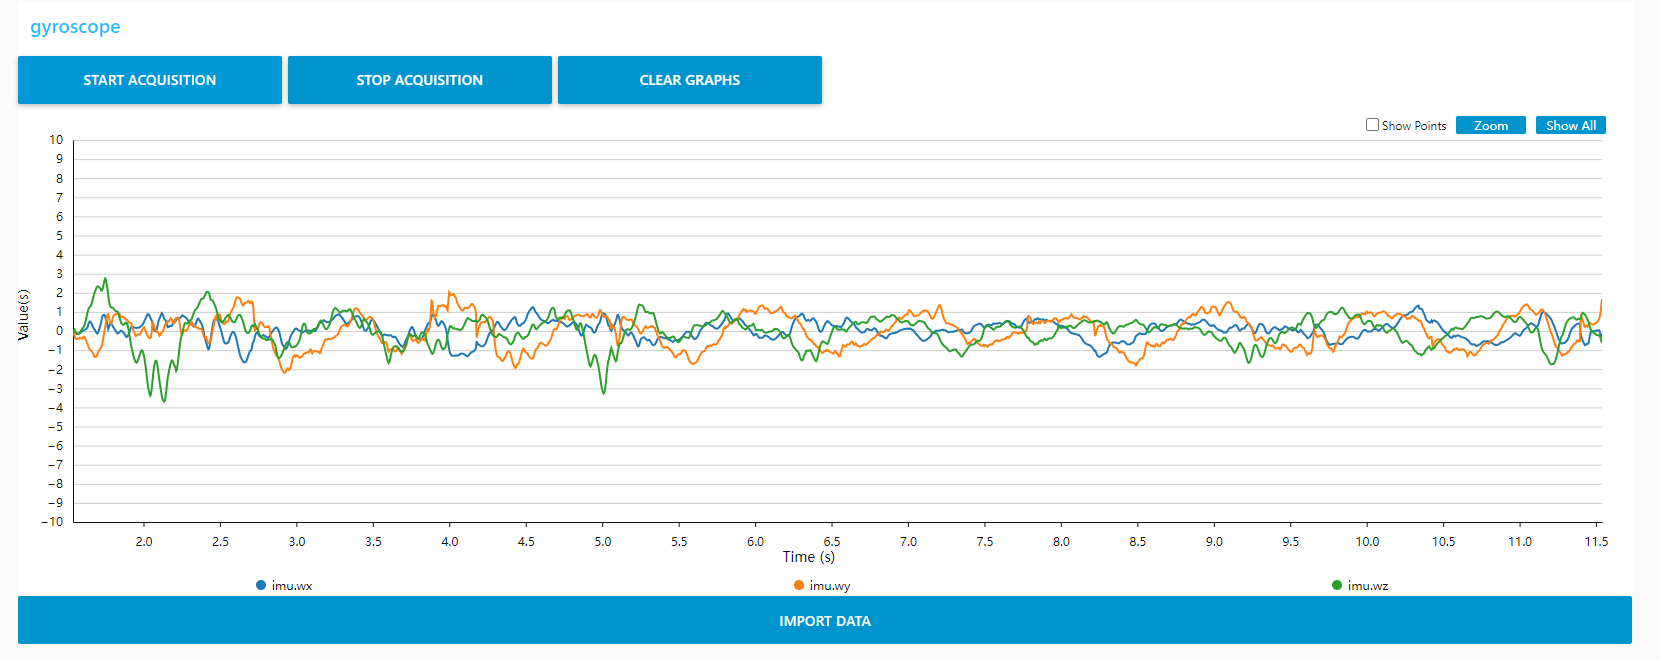 gyroscope
START ACQUISITION STOP ACQUISITION CLEAR GRAPHS
Show Points Zoom Show All
10
9
8
7
6
5
4
3
2
1
0
−1
−2
−3
−4
−5
−6
−7
−8
−9
−10
Value(s)
2.0 2.5 3.0 3.5 4.0 4.5 5.0 5.5 6.0 6.5 7.0 7.5 8.0 8.5 9.0 9.5 10.0 10.5 11.0 11.5
Time (s)
imu.wx imu.wy imu.wz
IMPORT DATA